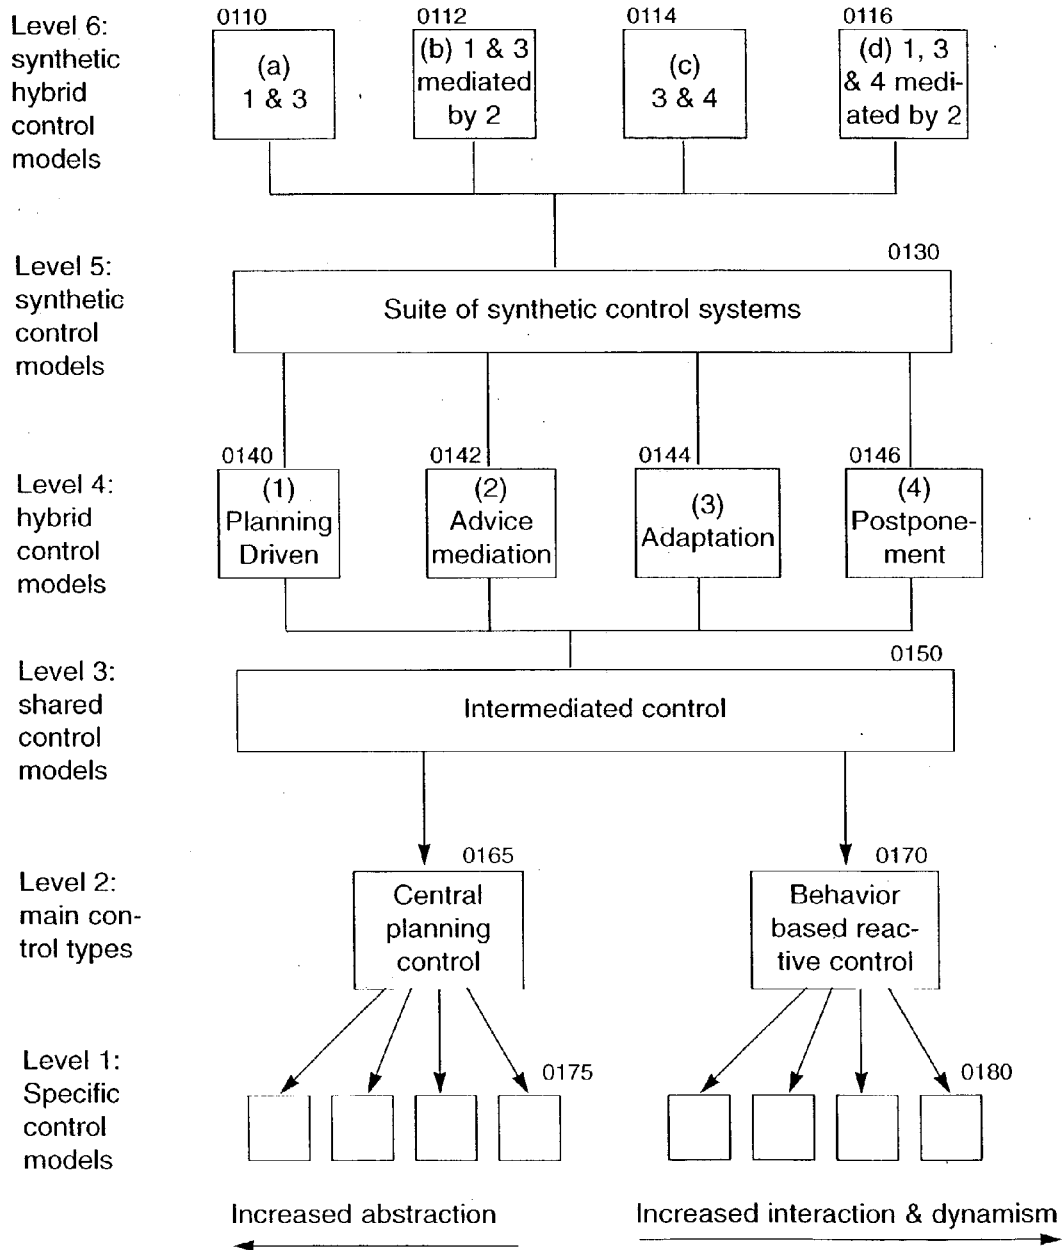 Level 6:
synthetic
hybrid
control
models
0110
(a)
1 & 3
0112
(b) 1 & 3
mediated
by 2
0114
(c)
3 & 4
0116
(d) 1, 3
& 4 medi-
ated by 2
Level 5:
synthetic
control
models
0130
Suite of synthetic control systems
Level 4:
hybrid
control
models
0140
(1)
Planning
Driven
0142
(2)
Advice
mediation
0144
(3)
Adaptation
0146
(4)
Postpone-
ment
Level 3:
shared
control
models
0150
Intermediated control
Level 2:
main con-
trol types
0165
Central
planning
control
0170
Behavior
based reac-
tive control
Level 1:
Specific
control
models
0175
0180
Increased abstraction
Increased interaction & dynamism